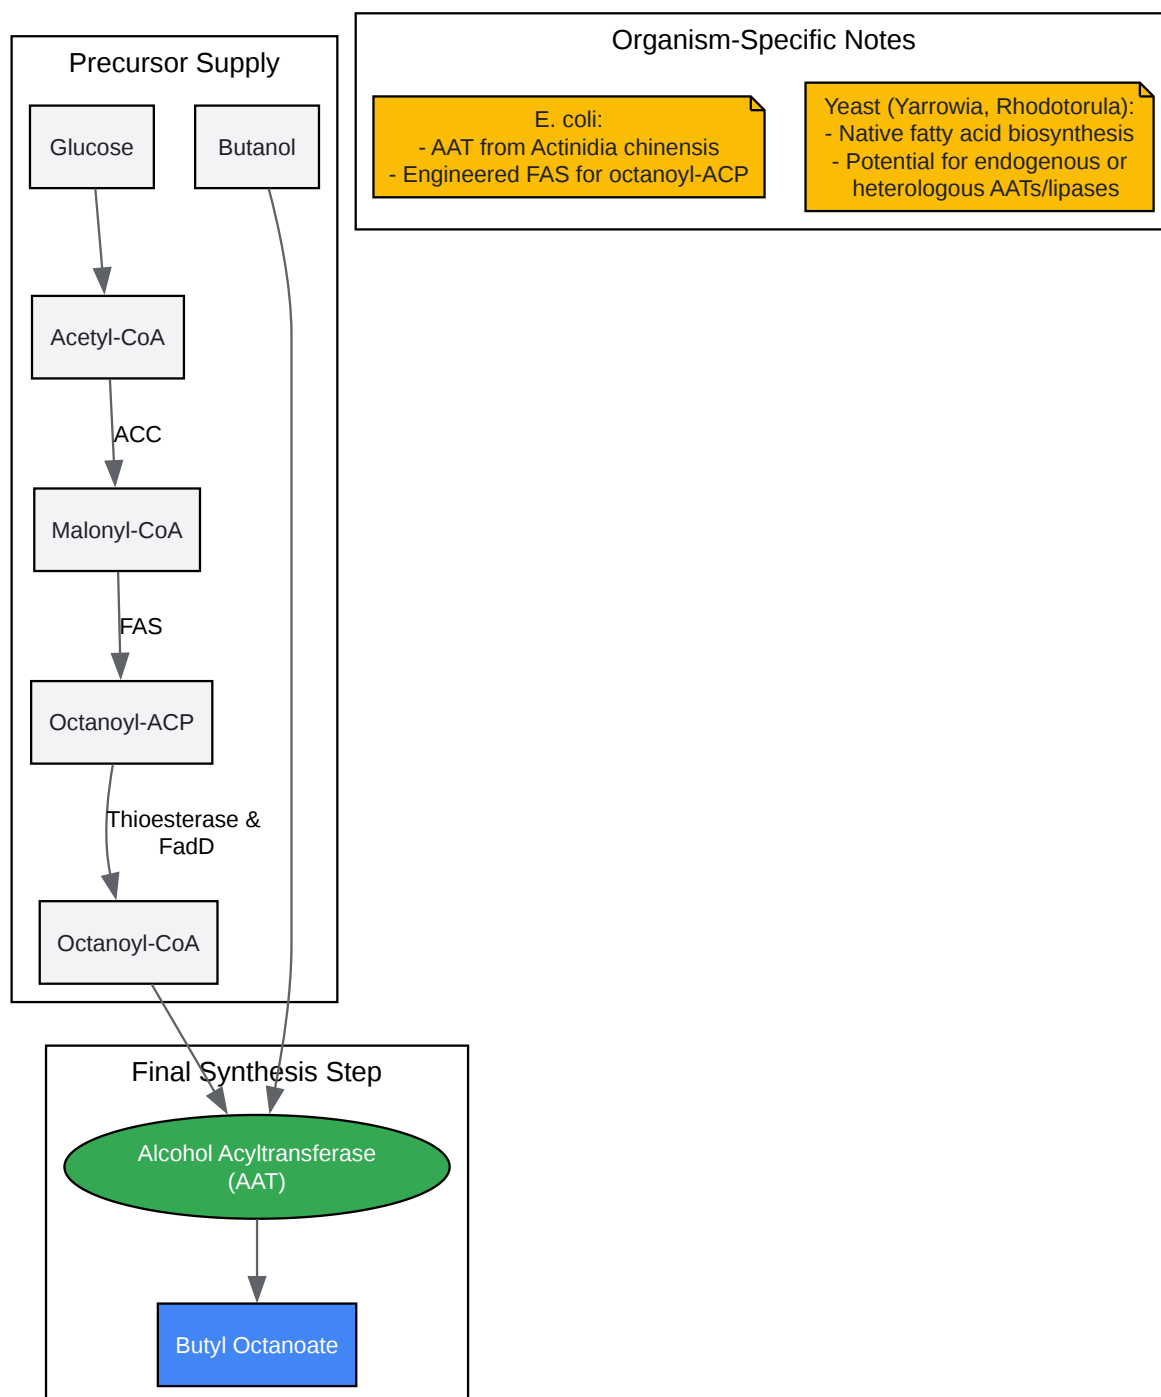 Precursor Supply
Glucose
Butanol
Acetyl-CoA
ACC
Malonyl-CoA
FAS
Octanoyl-ACP
Thioesterase &
FadD
Octanoyl-CoA
Final Synthesis Step
Alcohol Acyltransferase
(AAT)
Butyl Octanoate
Organism-Specific Notes
E. coli:
- AAT from Actinidia chinensis
- Engineered FAS for octanoyl-ACP
Yeast (Yarrowia, Rhodotorula):
- Native fatty acid biosynthesis
- Potential for endogenous or
heterologous AATs/lipases